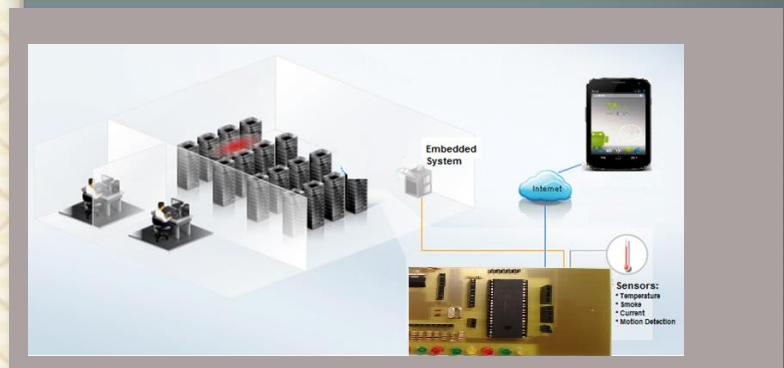 Embedded
System
Internet
Sensors:
* Temperature
* Smoke
* Current
* Motion Detection